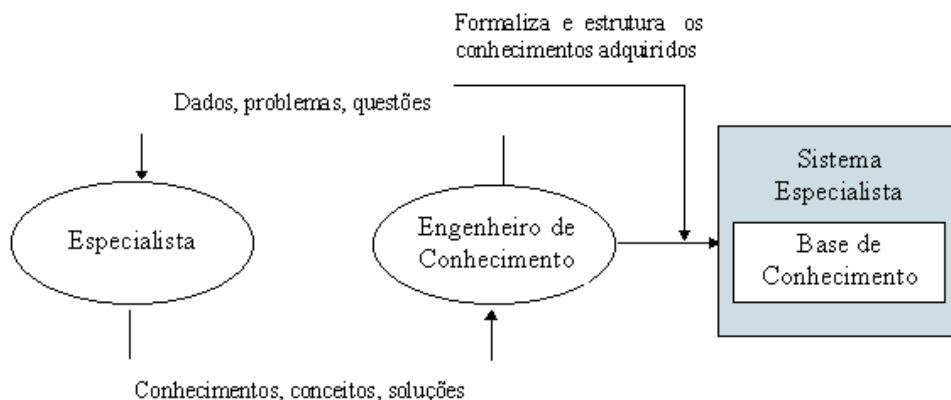 Formaliza e estrutura os
conhecimentos adquiridos
Dados, problemas, questões
Sistema
Especialista
Especialista
Engenheiro de
Conhecimento
Base de
Conhecimento
Conhecimentos, conceitos, soluções